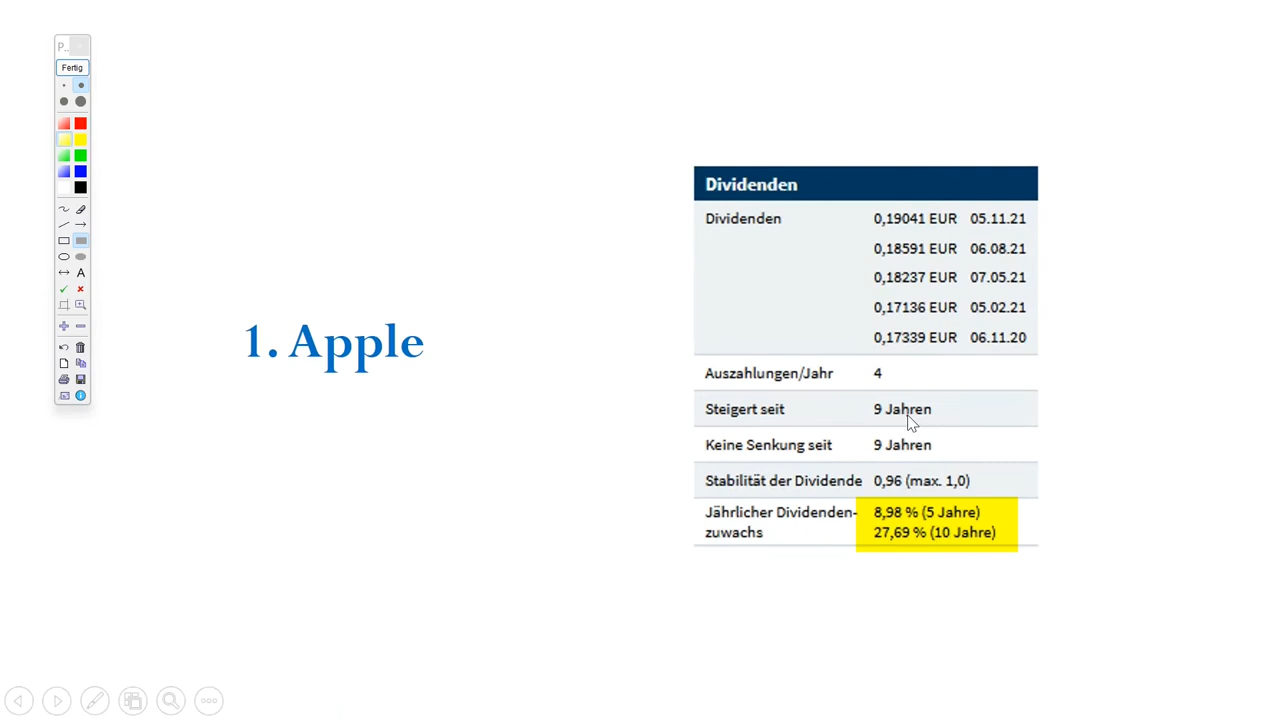 P...
Fertig
A
1. Apple
Dividenden
Dividenden 0,19041 EUR 05.11.21
0,18591 EUR 06.08.21
0,18237 EUR 07.05.21
0,17136 EUR 05.02.21
0,17339 EUR 06.11.20
Auszahlungen/Jahr 4
Steigert seit 9 Jahren
Keine Senkung seit 9 Jahren
Stabilität der Dividende 0,96 (max. 1,0)
Jährlicher Dividenden- 8,98 % (5 Jahre)
zuwachs 27,69 % (10 Jahre)